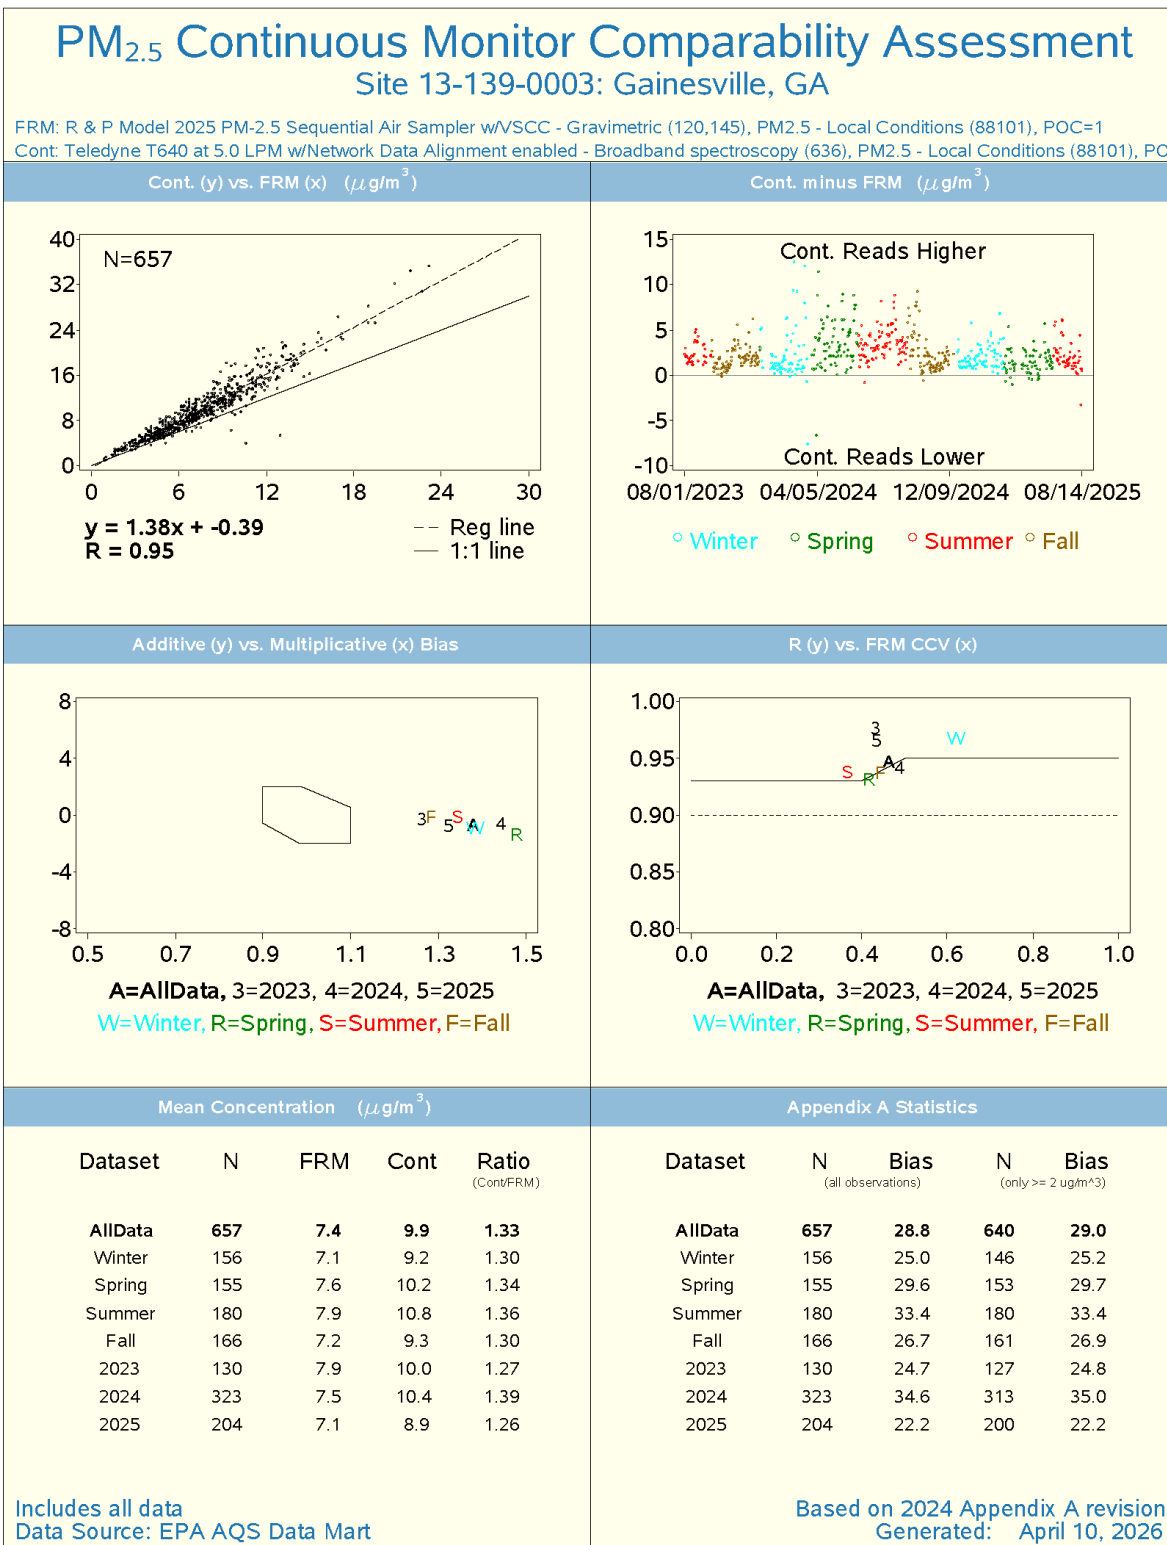 PM2.5 Continuous Monitor Comparability Assessment
Site 13-139-0003: Gainesville, GA
FRM: R & P Model 2025 PM-2.5 Sequential Air Sampler w/VSCC - Gravimetric (120,145), PM2.5 - Local Conditions (88101), POC=1
Cont: Teledyne T640 at 5.0 LPM w/Network Data Alignment enabled - Broadband spectroscopy (636), PM2.5 - Local Conditions (88101), PO
Cont. (y) vs. FRM (x) (μg/m3)
40
32
24
16
8
0
N=657
0 6 12 18 24 30
y = 1.38x + -0.39
R = 0.95
Reg line
1:1 line
Cont. minus FRM (μg/m3)
15
10
5
0
-5
-10
Cont. Reads Higher
Cont. Reads Lower
08/01/2023 04/05/2024 12/09/2024 08/14/2025
Winter Spring Summer Fall
Additive (y) vs. Multiplicative (x) Bias
8
4
0
-4
-8
3 F 5 S A W 4 R
0.5 0.7 0.9 1.1 1.3 1.5
A=AllData, 3=2023, 4=2024, 5=2025
W=Winter, R=Spring, S=Summer, F=Fall
R (y) vs. FRM CCV (x)
1.00
0.95
0.90
0.85
0.80
3
5 W
A
S R F 4
0.0 0.2 0.4 0.6 0.8 1.0
A=AllData, 3=2023, 4=2024, 5=2025
W=Winter, R=Spring, S=Summer, F=Fall
Mean Concentration (μg/m3)
Dataset N FRM Cont Ratio
(Cont/FRM)
AllData 657 7.4 9.9 1.33
Winter 156 7.1 9.2 1.30
Spring 155 7.6 10.2 1.34
Summer 180 7.9 10.8 1.36
Fall 166 7.2 9.3 1.30
2023 130 7.9 10.0 1.27
2024 323 7.5 10.4 1.39
2025 204 7.1 8.9 1.26
Appendix A Statistics
Dataset N Bias N Bias
(all observations) (only >= 2 ug/m^3)
AllData 657 28.8 640 29.0
Winter 156 25.0 146 25.2
Spring 155 29.6 153 29.7
Summer 180 33.4 180 33.4
Fall 166 26.7 161 26.9
2023 130 24.7 127 24.8
2024 323 34.6 313 35.0
2025 204 22.2 200 22.2
Includes all data
Data Source: EPA AQS Data Mart
Based on 2024 Appendix A revision
Generated: April 10, 2026